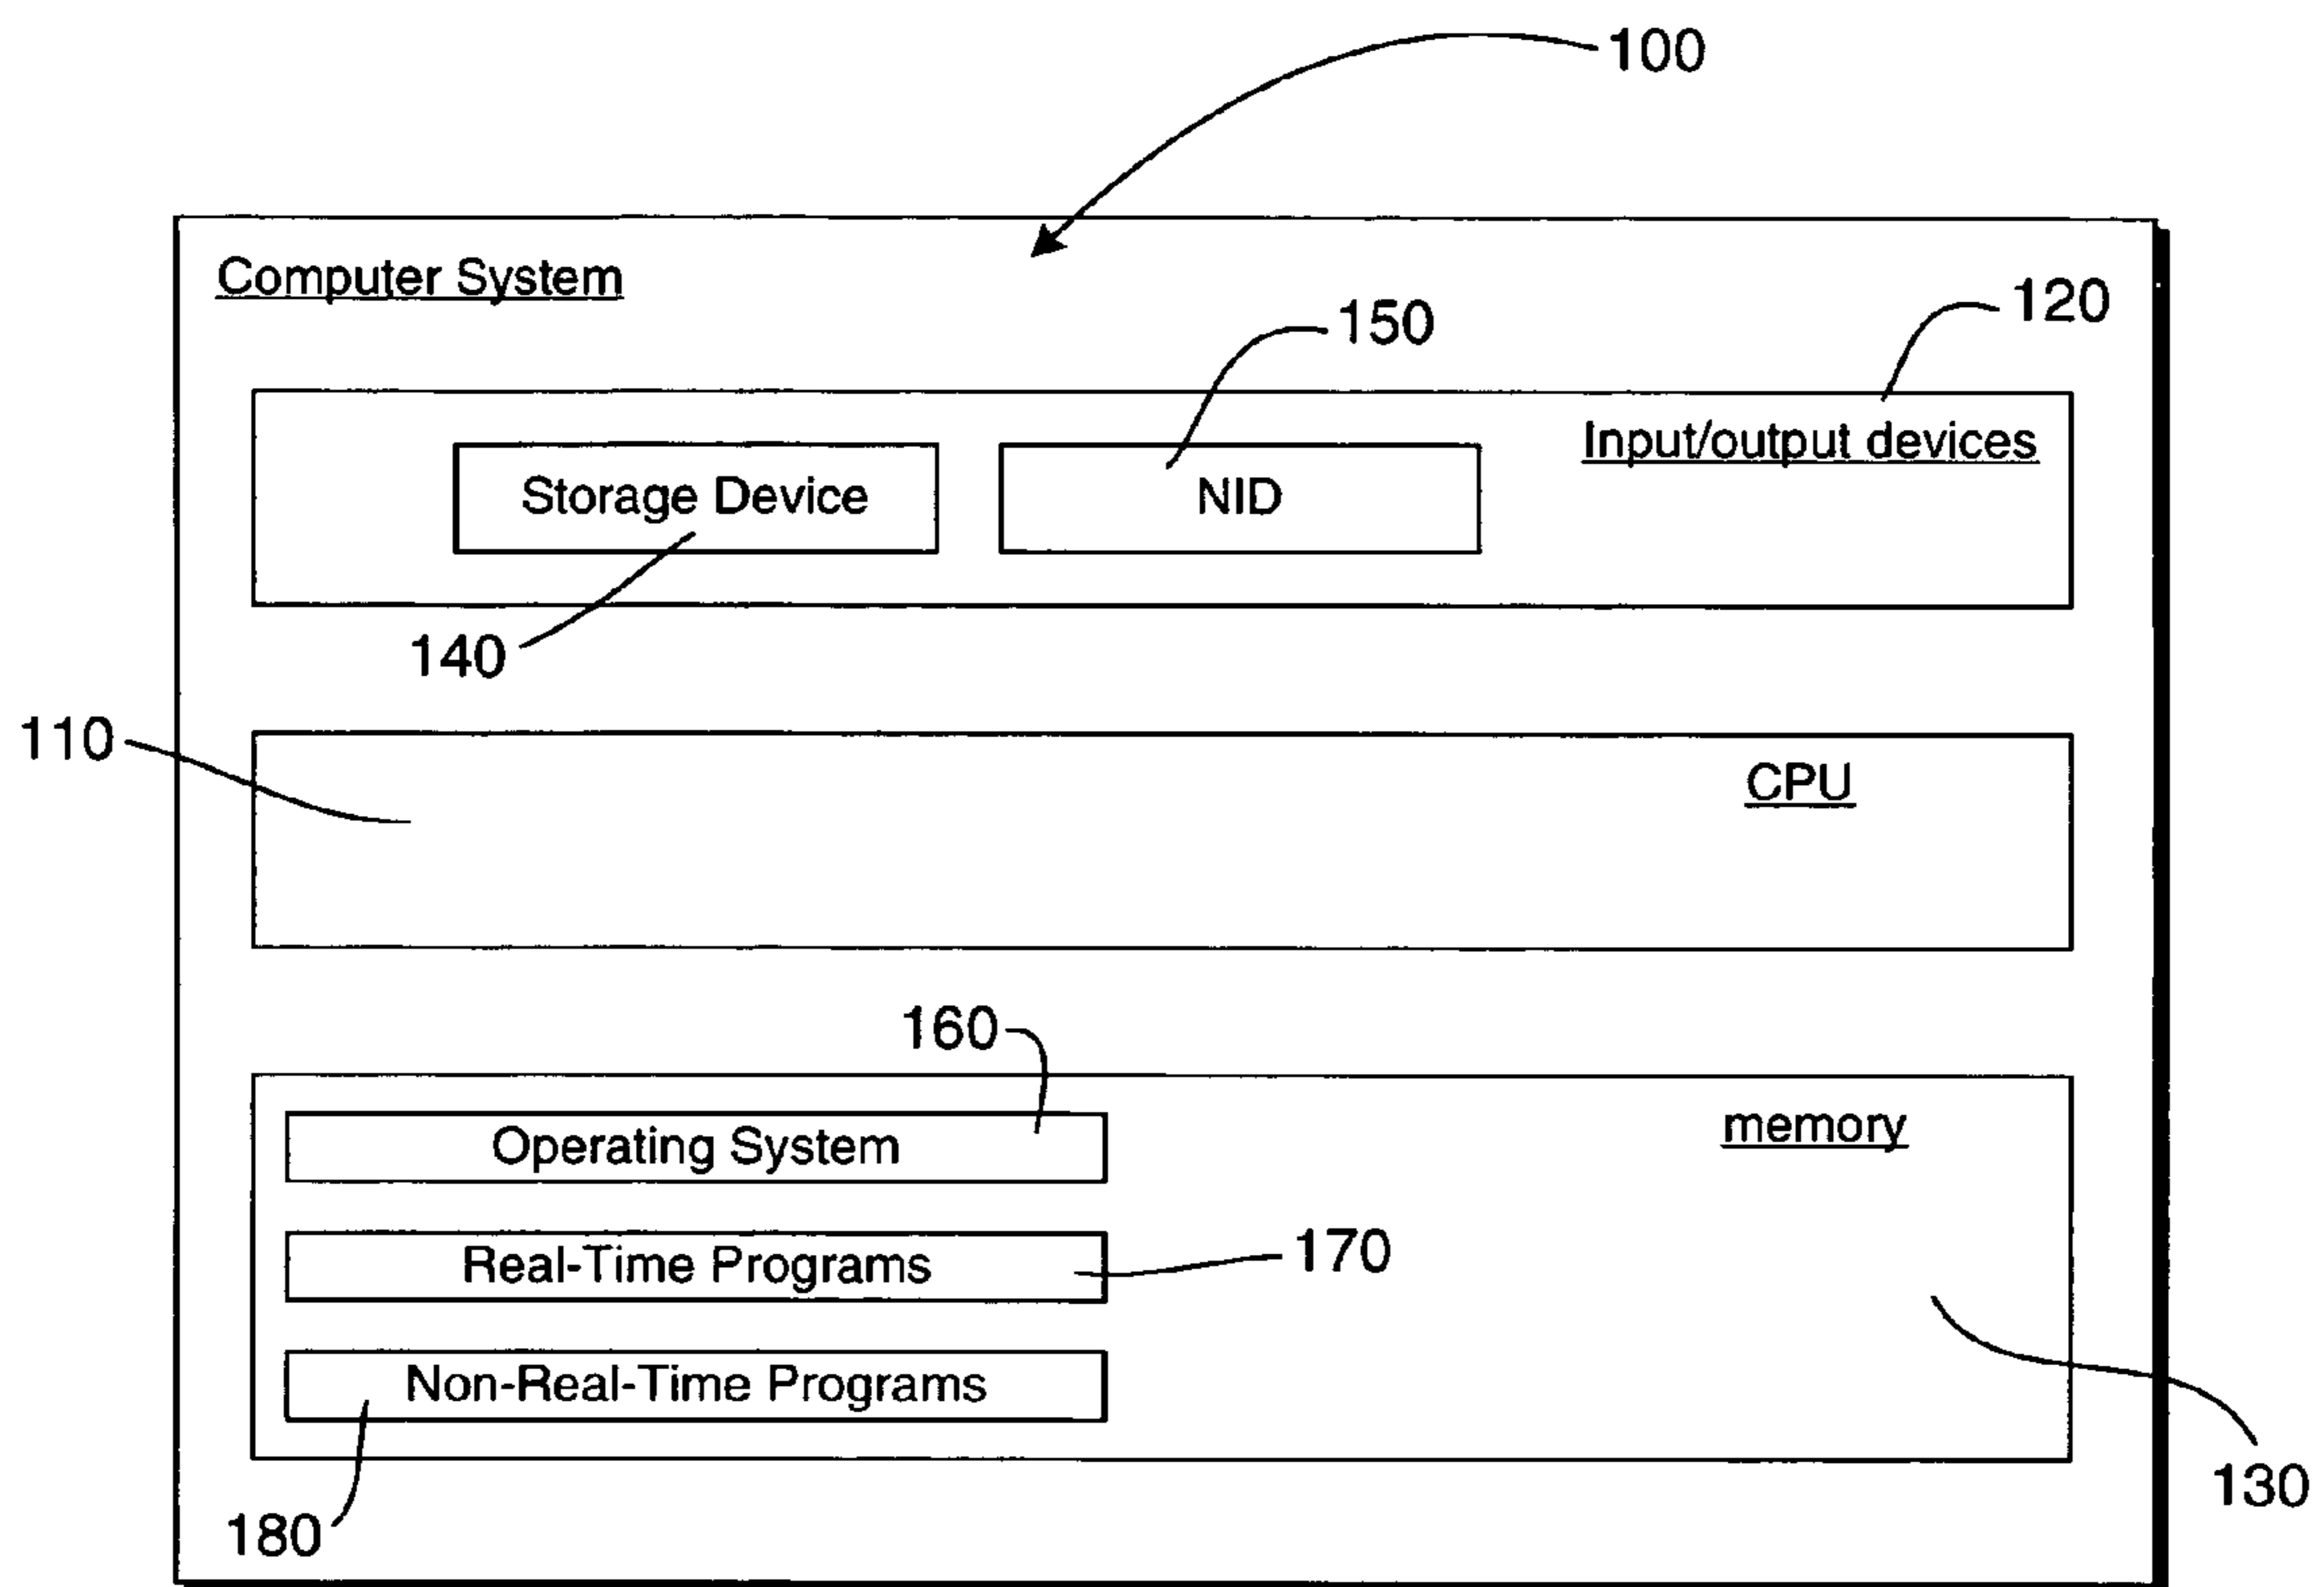 100
Computer System
120
150
Input/output devices
Storage Device
NID
140
110
CPU
160
memory
Operating System
170
Real-Time Programs
Non-Real-Time Programs
130
180